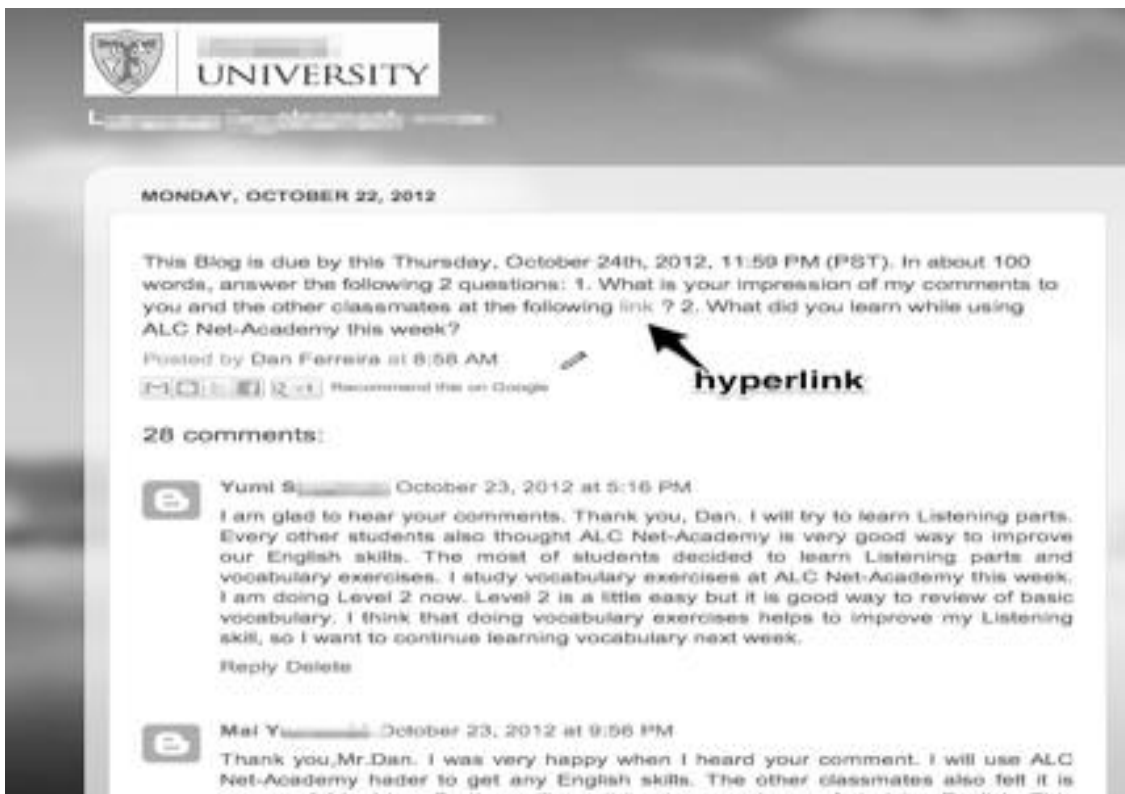 UNIVERSITY
MONDAY, OCTOBER 22, 2012
This Blog is due by this Thursday, October 24th, 2012, 11:59 PM (PST). In about 100
words, answer the following 2 questions: 1. What is your impression of my comments to
you and the other classmates at the following link ? 2. What did you learn while using
ALC Net-Academy this week?
Posted by Dan Ferreira at 8:58 AM
Recommend this on Google
hyperlink
28 comments:
Yumi S October 23, 2012 at 5:16 PM
I am glad to hear your comments. Thank you, Dan. I will try to learn Listening parts.
Every other students also thought ALC Net-Academy is very good way to improve
our English skills. The most of students decided to learn Listening parts and
vocabulary exercises. I study vocabulary exercises at ALC Net-Academy this week.
I am doing Level 2 now. Level 2 is a little easy but it is good way to review of basic
vocabulary. I think that doing vocabulary exercises helps to improve my Listening
skill, so I want to continue learning vocabulary next week.
Reply Delete
Mai Y October 23, 2012 at 9:56 PM
Thank you,Mr.Dan. I was very happy when I heard your comment. I will use ALC
Net-Academy hader to get any English skills. The other classmates also felt it is